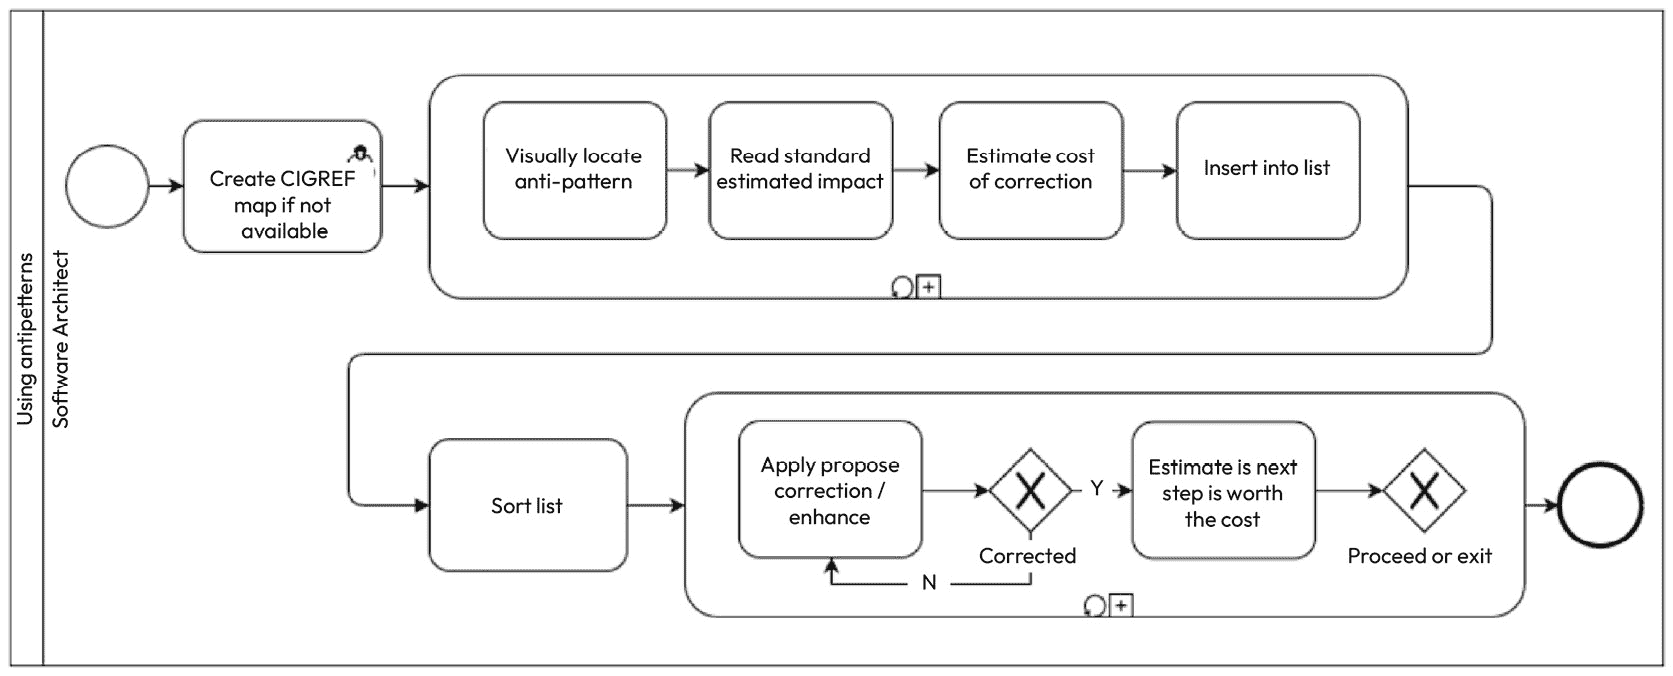 Using antipetterns
Software Architect
Create CIGREF
map if not
available
Visually locate
anti-pattern
Read standard
estimated impact
Estimate cost
of correction
Insert into list
Sort list
Apply propose
correction /
enhance
Corrected
Y
N
Estimate is next
step is worth
the cost
Proceed or exit